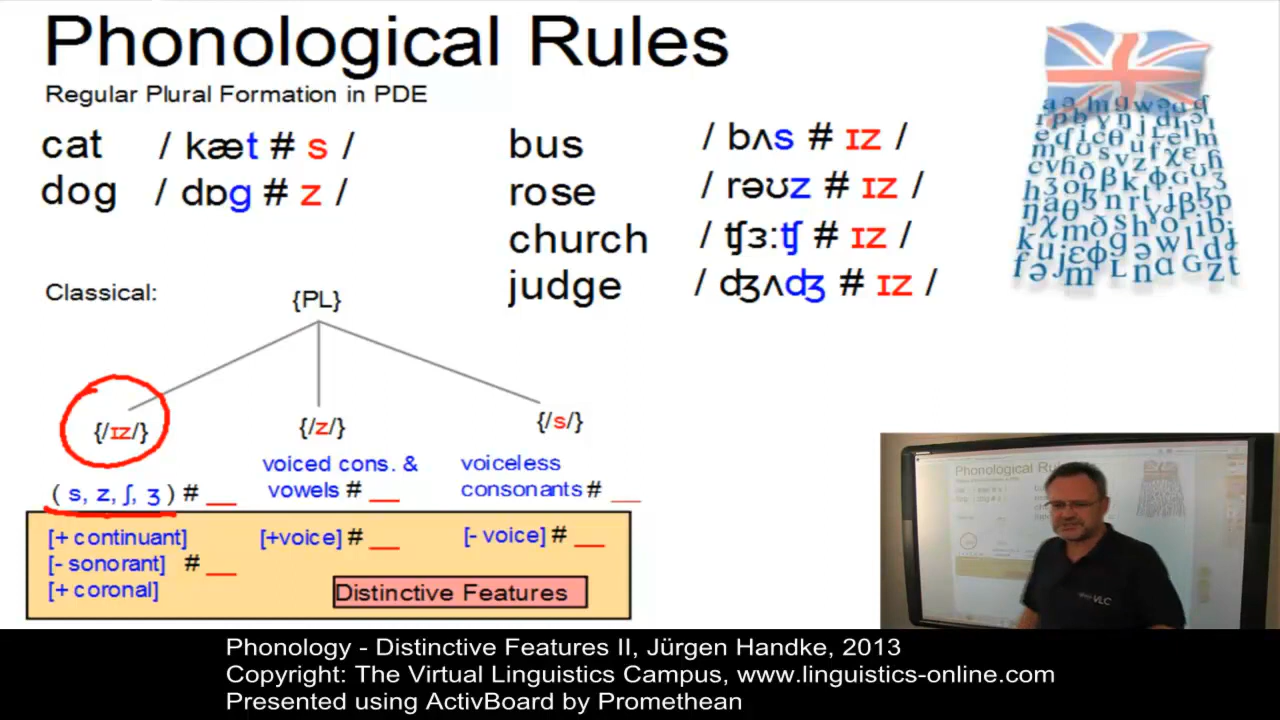 Phonological Rules
Regular Plural Formation in PDE
cat / kæt # s /
dog / dɒg # z /
bus / bʌs # ɪz /
rose / rəʊz # ɪz /
church / ʧɜːʧ # ɪz /
judge / ʤʌʤ # ɪz /
Classical:
{PL}
{/ɪz/}
{/z/}
{/s/}
( s, z, ʃ, ʒ ) # __
voiced cons. &
vowels # __
voiceless
consonants # __
[+ continuant]
[- sonorant] # __
[+ coronal]
[+voice] # __
[- voice] # __
Distinctive Features
Phonological Ru
VLC
Phonology - Distinctive Features II, Jürgen Handke, 2013
Copyright: The Virtual Linguistics Campus, www.linguistics-online.com
Presented using ActivBoard by Promethean